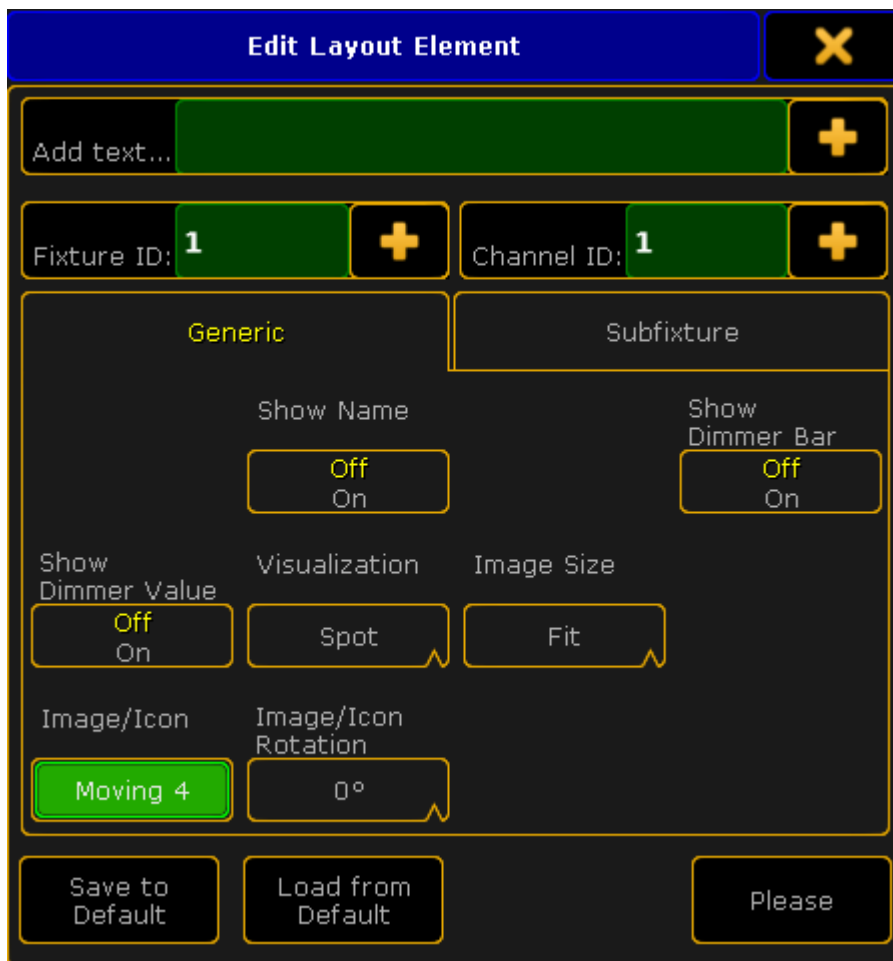 Edit Layout Element
Add text...
Fixture ID: 1
Channel ID: 1
Generic
Subfixture
Show Name
Off
On
Show
Dimmer Bar
Off
On
Show
Dimmer Value
Off
On
Visualization
Spot
Image Size
Fit
Image/Icon
Moving 4
Image/Icon
Rotation
0°
Save to
Default
Load from
Default
Please